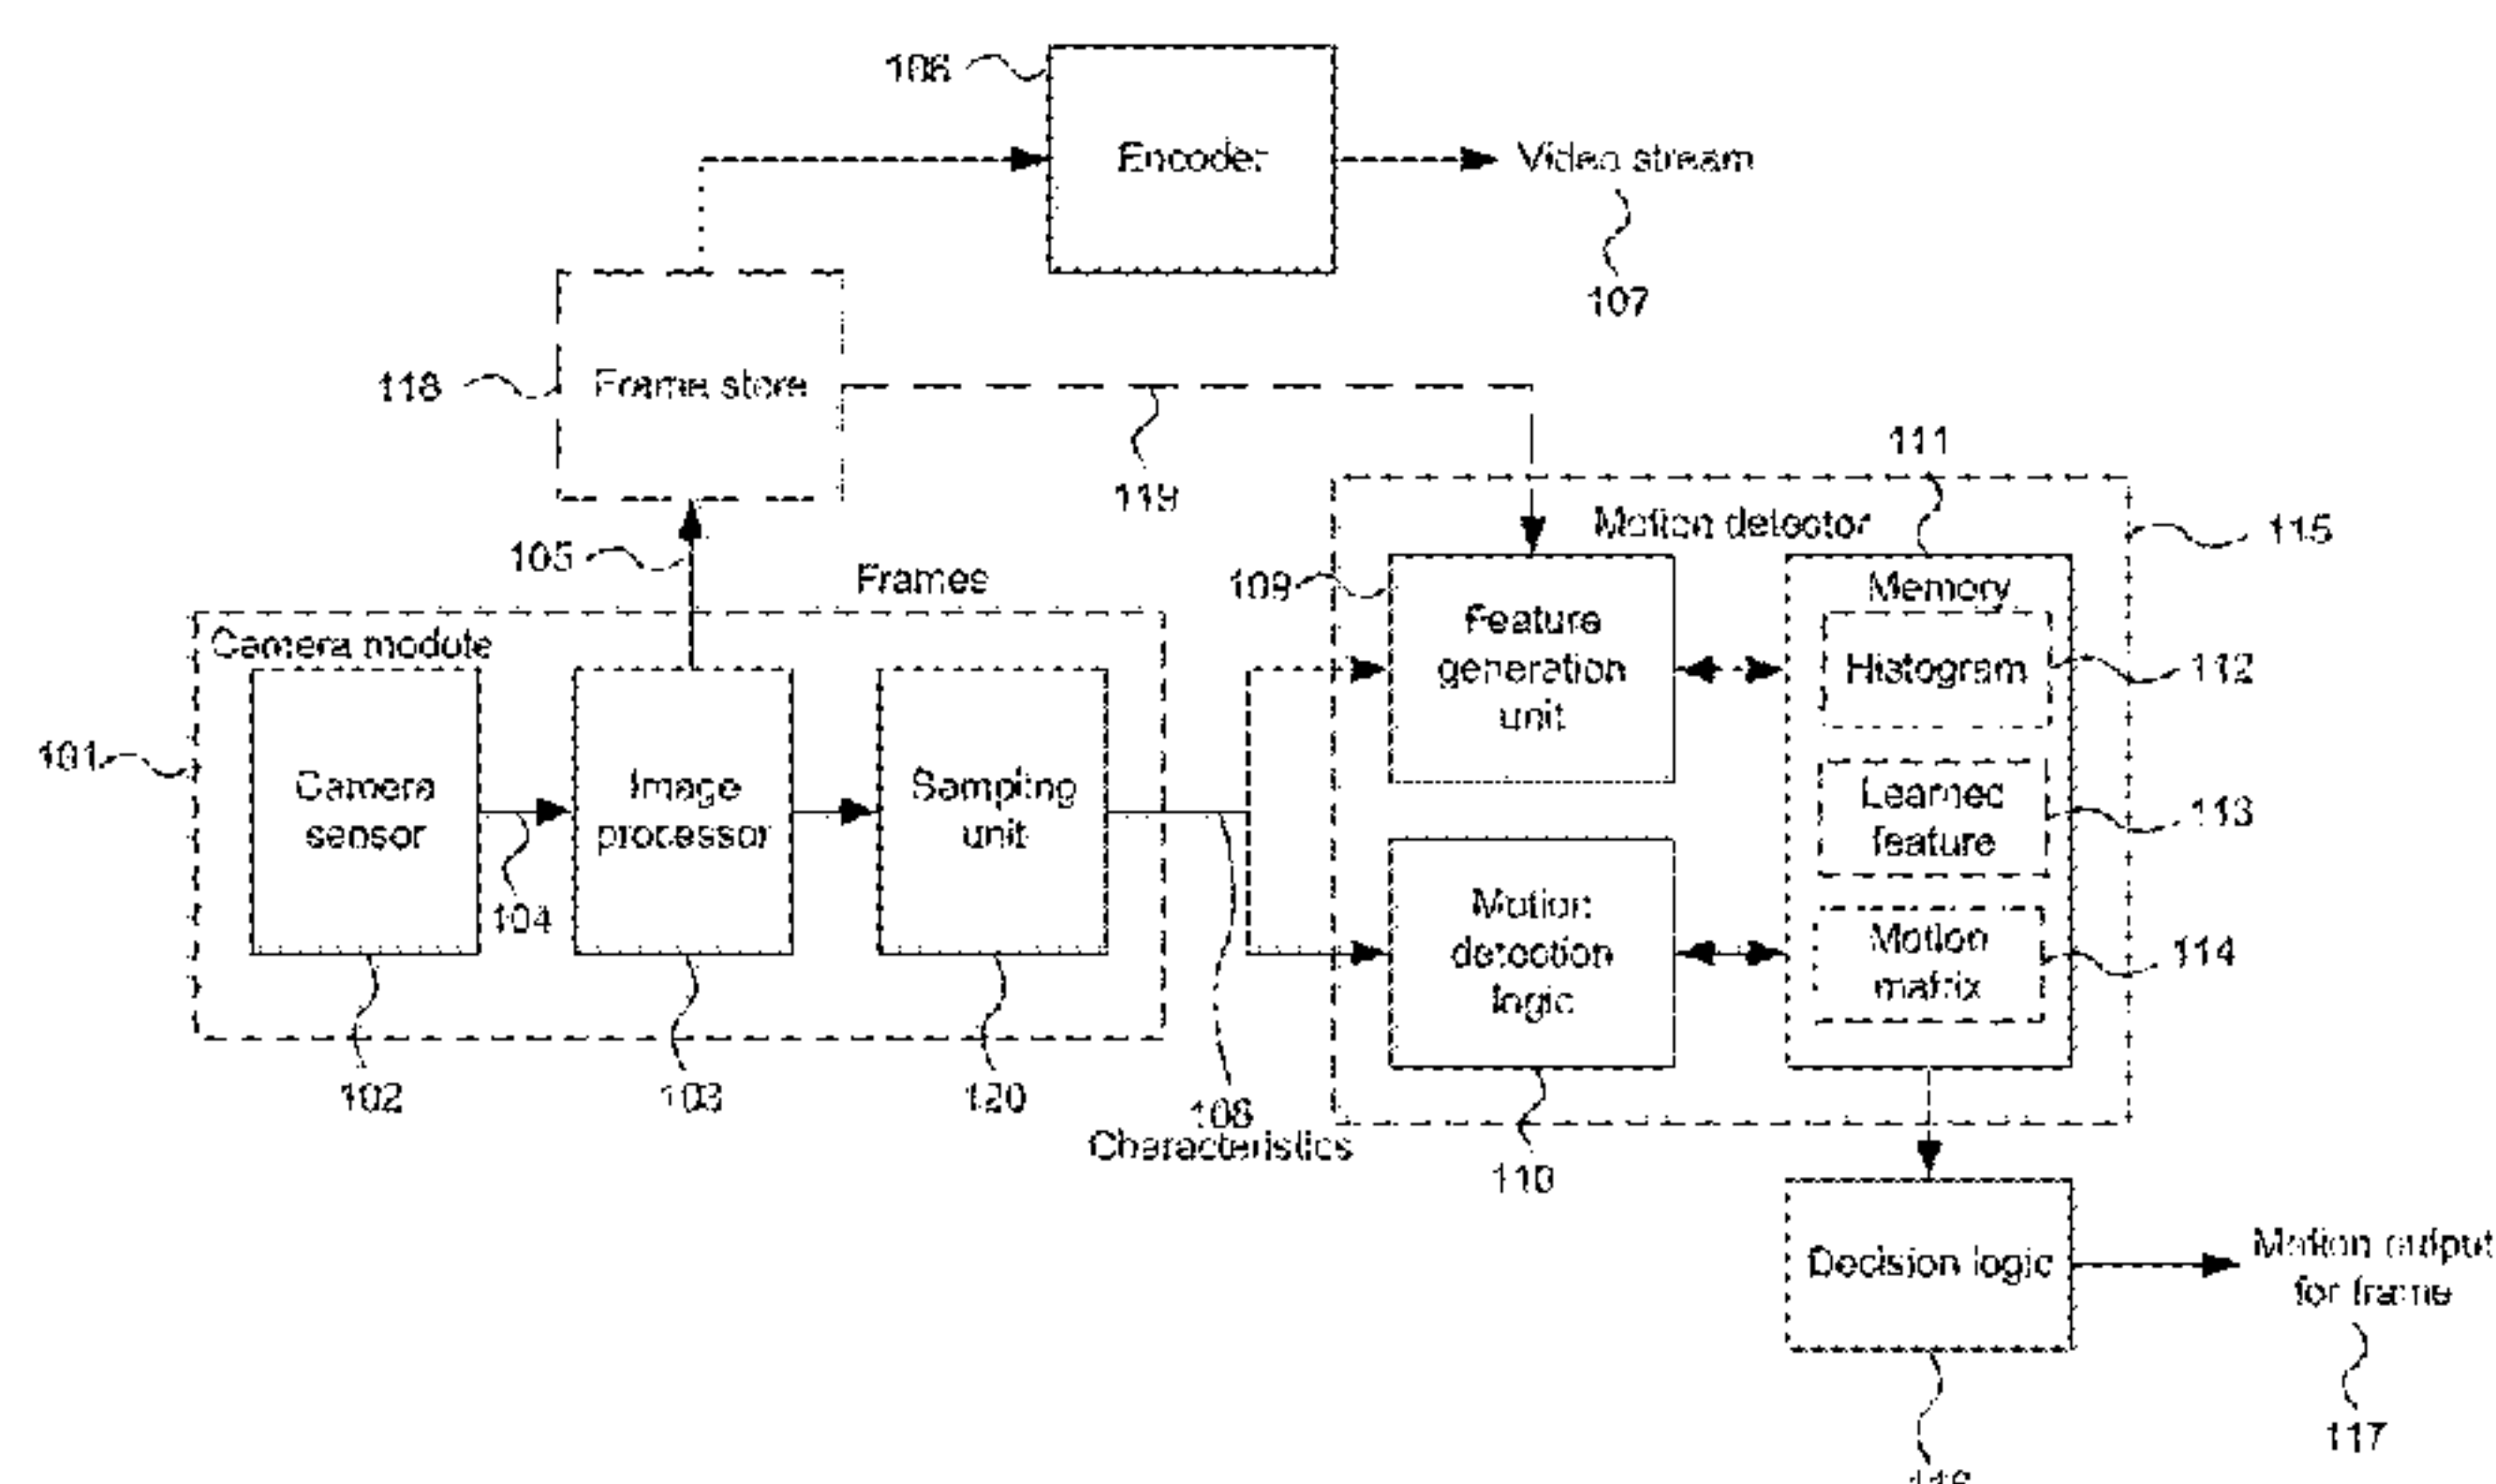 106
Encoder
Video stream
107
118
Frame store
119
111
105
Frames
Motion detector
115
109
Feature
generation
unit
Memory
Histogram
112
Camera module
101
Camera
sensor
Image
processor
Sampling
unit
Learned
feature
113
104
Motion
detection
logic
Motion
matrix
114
102
103
120
108
Characteristics
110
Decision logic
Motion output
for frame
117